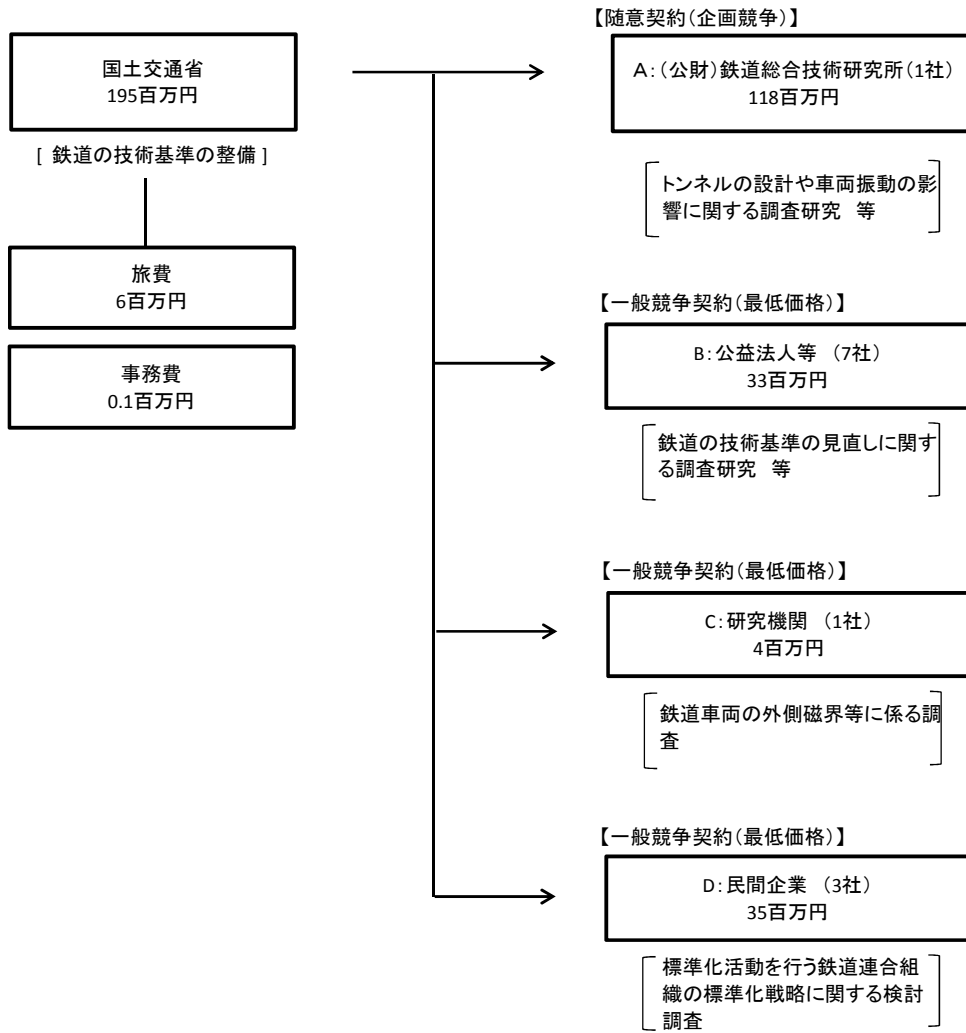 国土交通省
195百万円
[ 鉄道の技術基準の整備 ]
旅費
6百万円
事務費
0.1百万円
【随意契約(企画競争)】
A:(公財)鉄道総合技術研究所(1社)
118百万円
トンネルの設計や車両振動の影
響に関する調査研究 等
【一般競争契約(最低価格)】
B:公益法人等 (7社)
33百万円
鉄道の技術基準の見直しに関す
る調査研究 等
【一般競争契約(最低価格)】
C:研究機関 (1社)
4百万円
鉄道車両の外側磁界等に係る調
査
【一般競争契約(最低価格)】
D:民間企業 (3社)
35百万円
標準化活動を行う鉄道連合組
織の標準化戦略に関する検討
調査